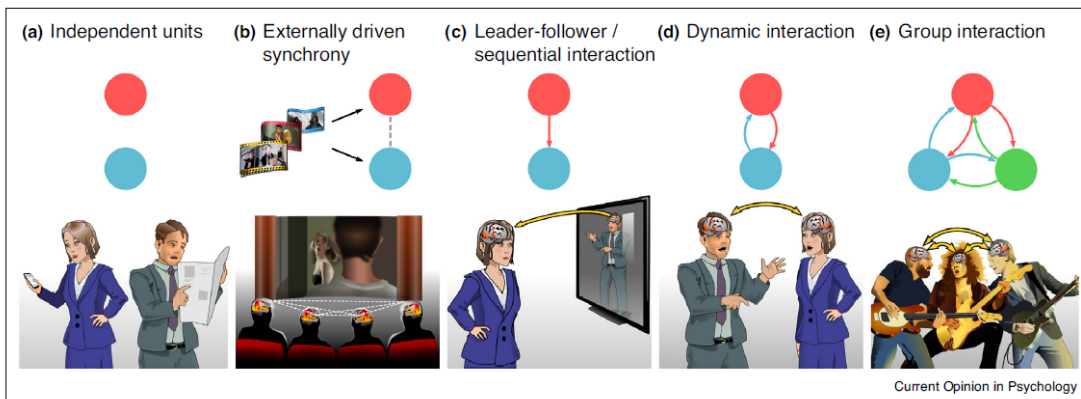 (a) Independent units
(b) Externally driven
synchrony
(c) Leader-follower /
sequential interaction
(d) Dynamic interaction
(e) Group interaction
Current Opinion in Psychology